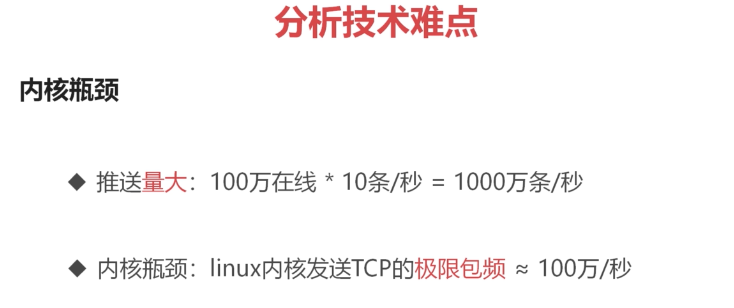 分析技术难点
内核瓶颈
◆ 推送量大：100万在线 * 10条/秒 = 1000万条/秒
◆ 内核瓶颈：linux内核发送TCP的极限包频 ≈ 100万/秒